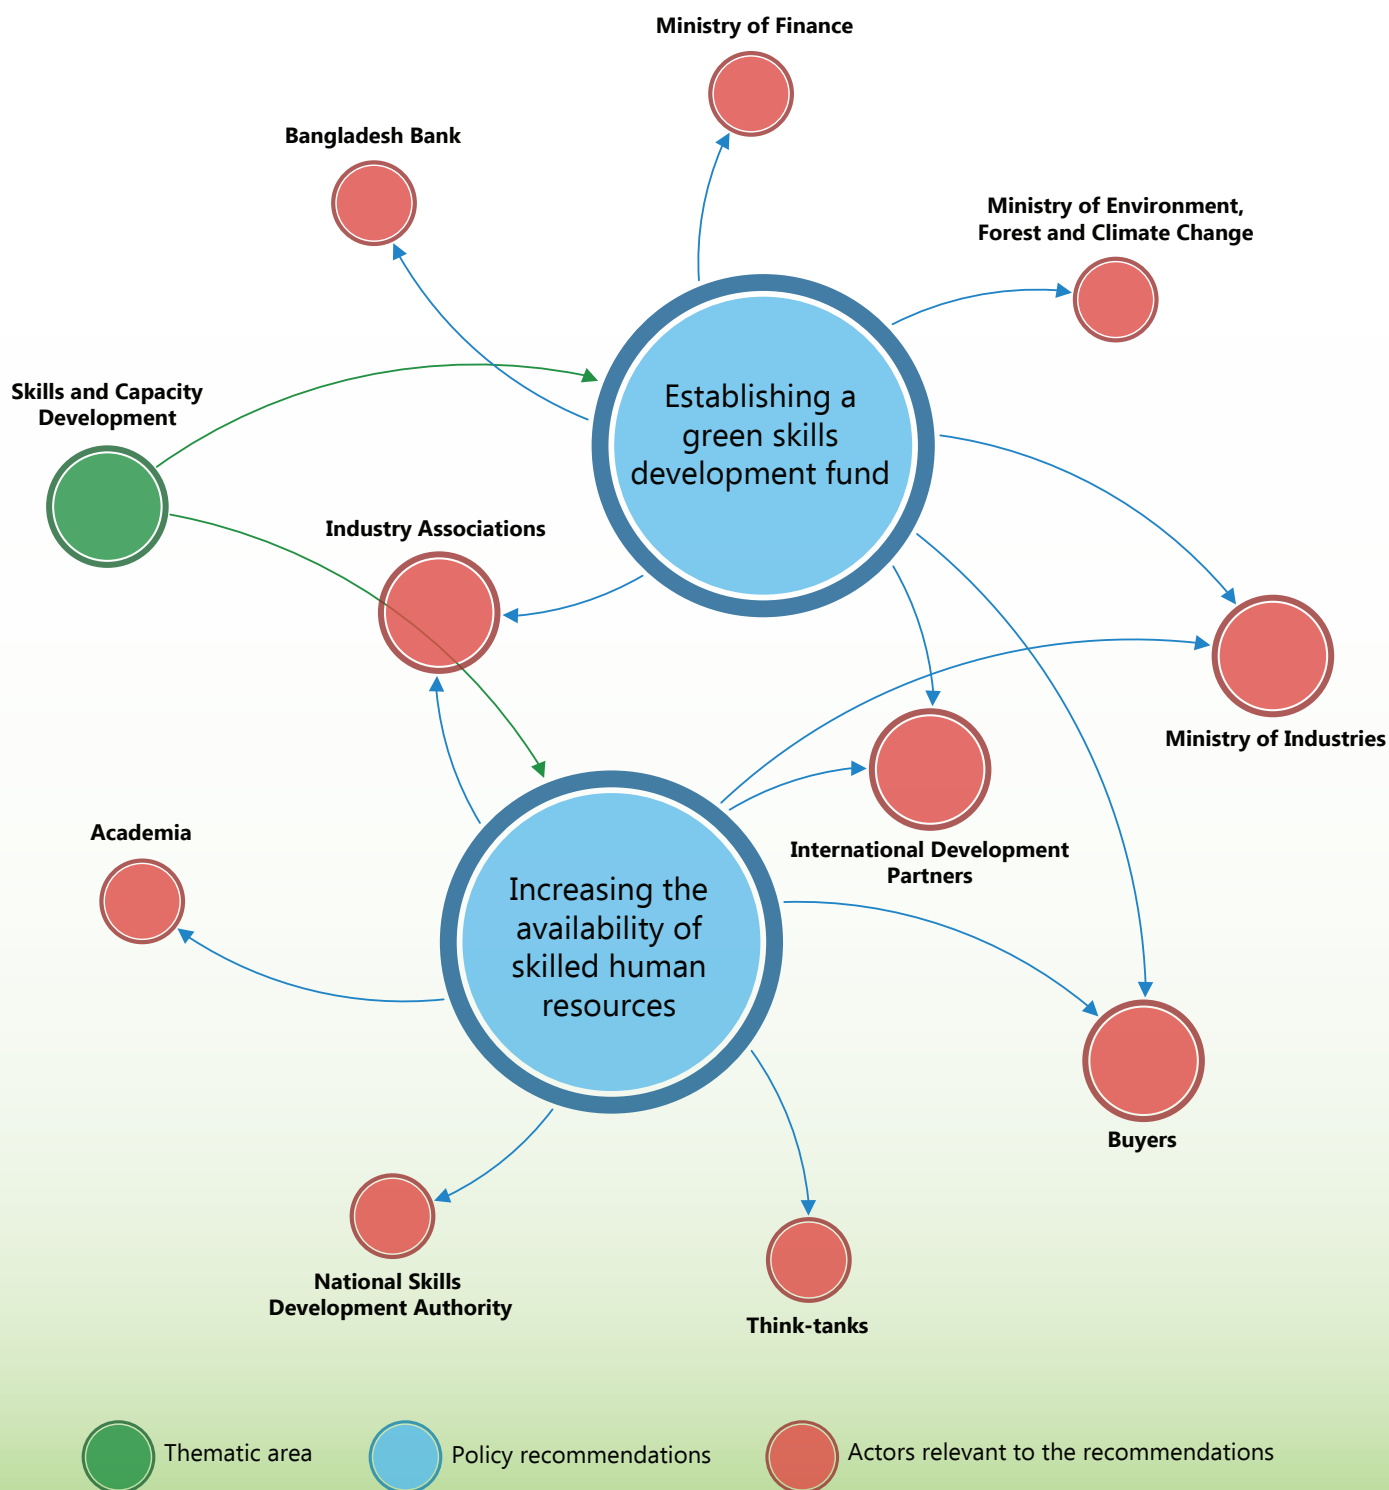 Ministry of Finance
Bangladesh Bank
Ministry of Environment,
Forest and Climate Change
Skills and Capacity
Development
Establishing a
green skills
development fund
Industry Associations
Ministry of Industries
Academia
International Development
Partners
Increasing the
availability of
skilled human
resources
Buyers
National Skills
Development Authority
Think-tanks
Thematic area
Policy recommendations
Actors relevant to the recommendations